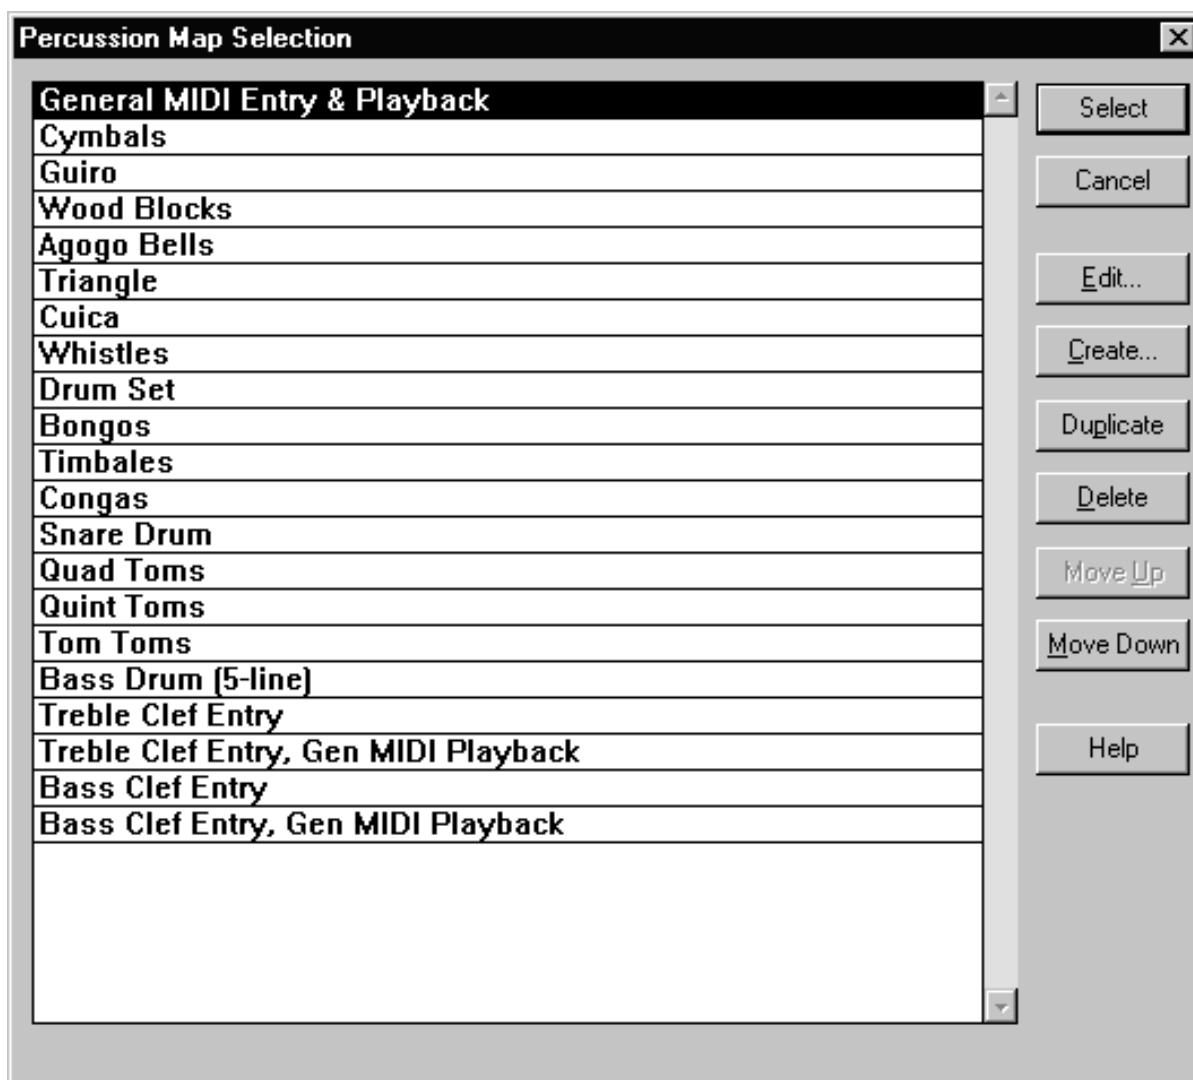 Percussion Map Selection
General MIDI Entry & Playback
Cymbals
Guiro
Wood Blocks
Agogo Bells
Triangle
Cuica
Whistles
Drum Set
Bongos
Timbales
Congas
Snare Drum
Quad Toms
Quint Toms
Tom Toms
Bass Drum (5-line)
Treble Clef Entry
Treble Clef Entry, Gen MIDI Playback
Bass Clef Entry
Bass Clef Entry, Gen MIDI Playback
Select
Cancel
Edit...
Create...
Duplicate
Delete
Move Up
Move Down
Help